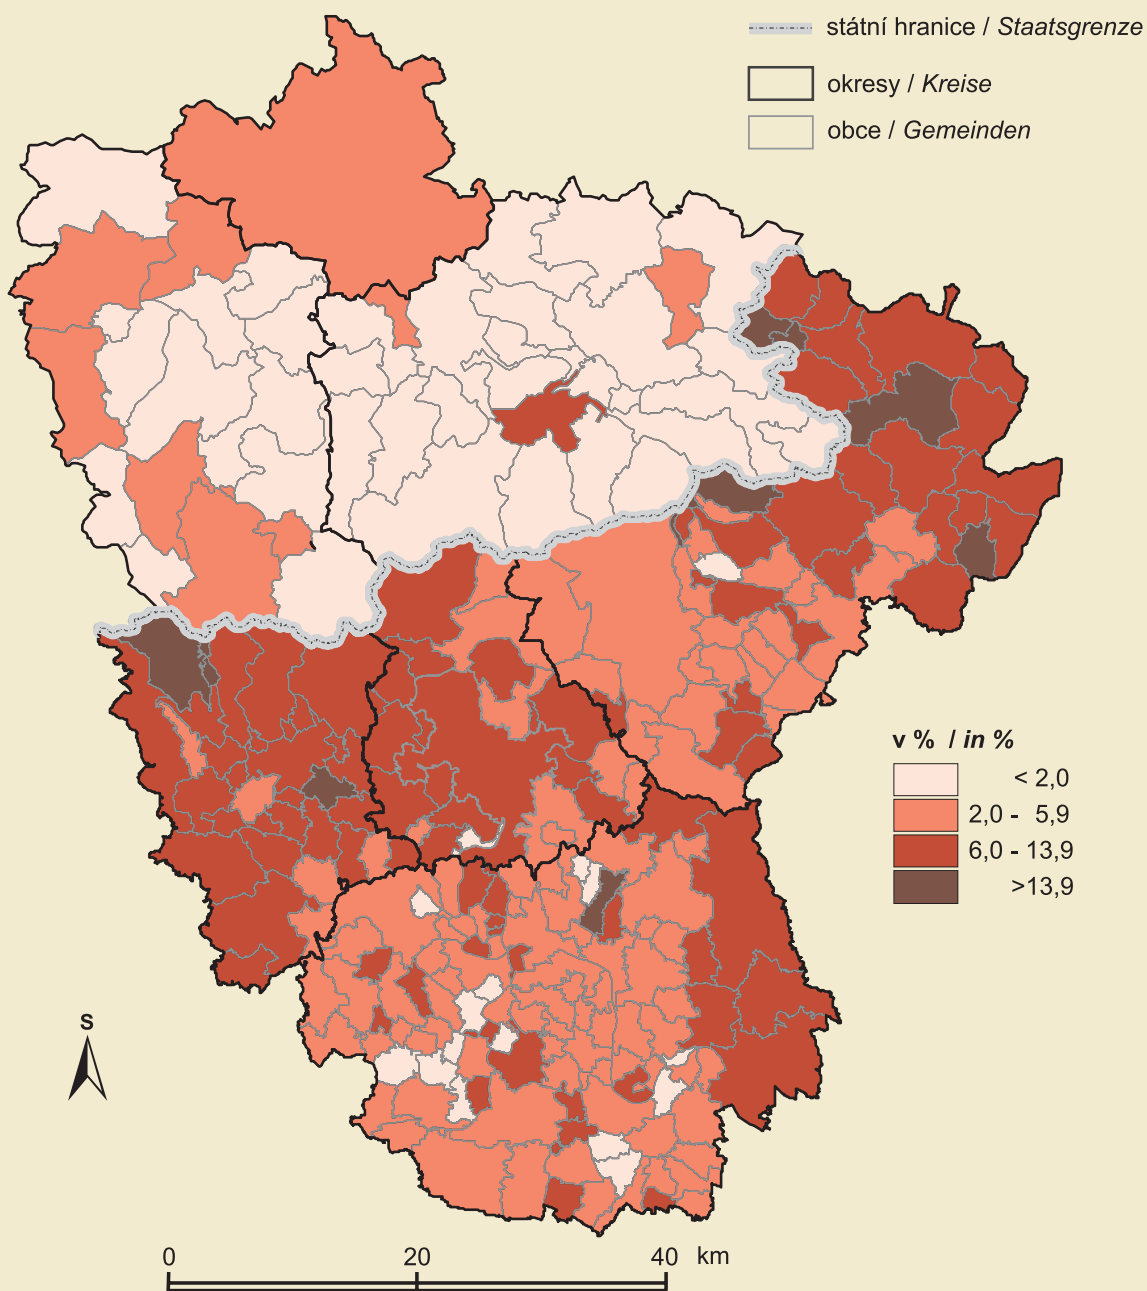 státní hranice / Staatsgrenze
okresy / Kreise
obce / Gemeinden
v % / in %
< 2,0
2,0 - 5,9
6,0 - 13,9
>13,9
S
0 20 40 km